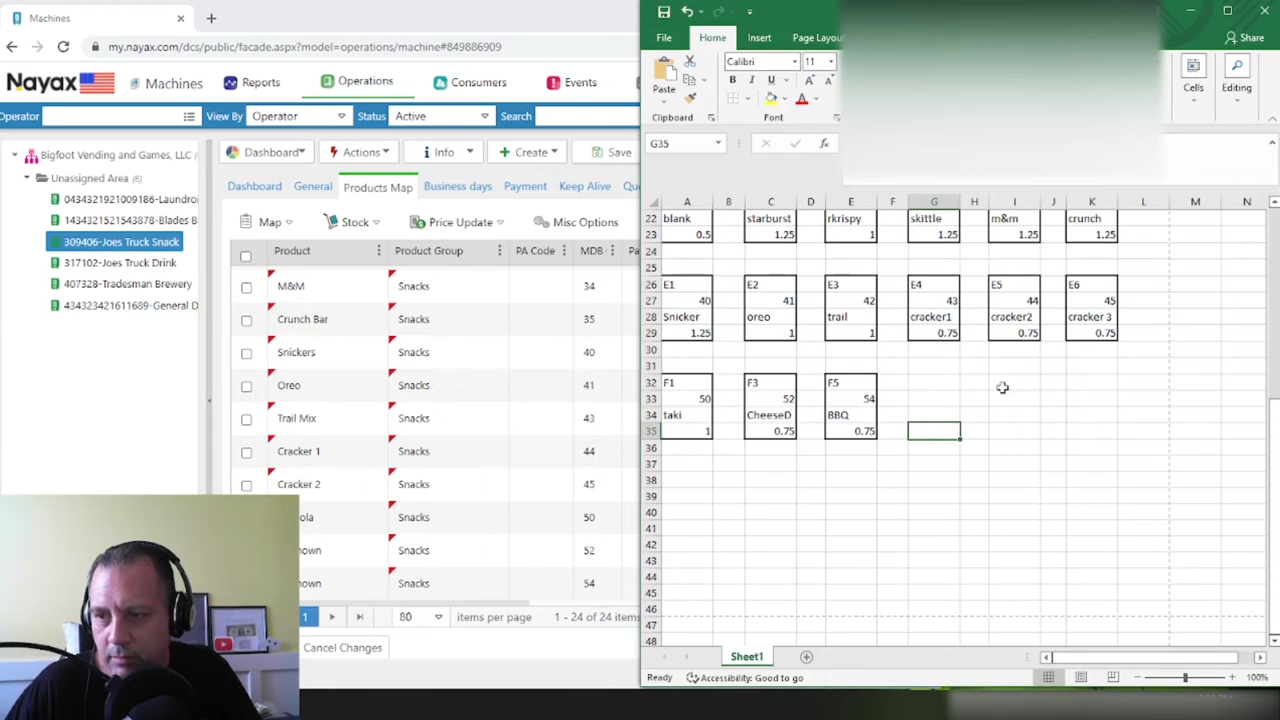 Machines
my.nayax.com/dcs/public/facade.aspx?model=operations/machine#849886909
Nayax Machines Reports Operations Consumers Events
Operator View By Operator Status Active Search
Bigfoot Vending and Games, LLC
Unassigned Area (6)
0434321009186-Laundron
1434321521543878-Blades B
309406-Joes Truck Snack
317102-Joes Truck Drink
407328-Tradesman Brewery
434323421611689-General D
Dashboard Actions Info Create Save
Dashboard General Products Map Business days Payment Keep Alive Qu
Map Stock Price Update Misc Options
Product Product Group PA Code MDB Pa
M&M Snacks 34
Crunch Bar Snacks 35
Snickers Snacks 40
Oreo Snacks 41
Trail Mix Snacks 43
Cracker 1 Snacks 44
Cracker 2 Snacks 45
ola Snacks 50
nown Snacks 52
nown Snacks 54
1 80 items per page 1 - 24 of 24 items
Cancel Changes
File Home Insert Page Layou Share
Paste Calibri 11 Cells Editing
B I U A
Clipboard Font
G35 fx
A B C D E F G H I J K L M N
22 blank starburst rkrispy skittle m&m crunch
23 0.5 1.25 1 1.25 1.25 1.25
24
25
26 E1 E2 E3 E4 E5 E6
27 40 41 42 43 44 45
28 Snicker oreo trail cracker1 cracker2 cracker 3
29 1.25 1 1 0.75 0.75 0.75
30
31
32 F1 F3 F5
33 50 52 54
34 taki CheeseD BBQ
35 1 0.75 0.75
36
37
38
39
40
41
42
43
44
45
46
47
48
Sheet1
Ready Accessibility: Good to go 100%